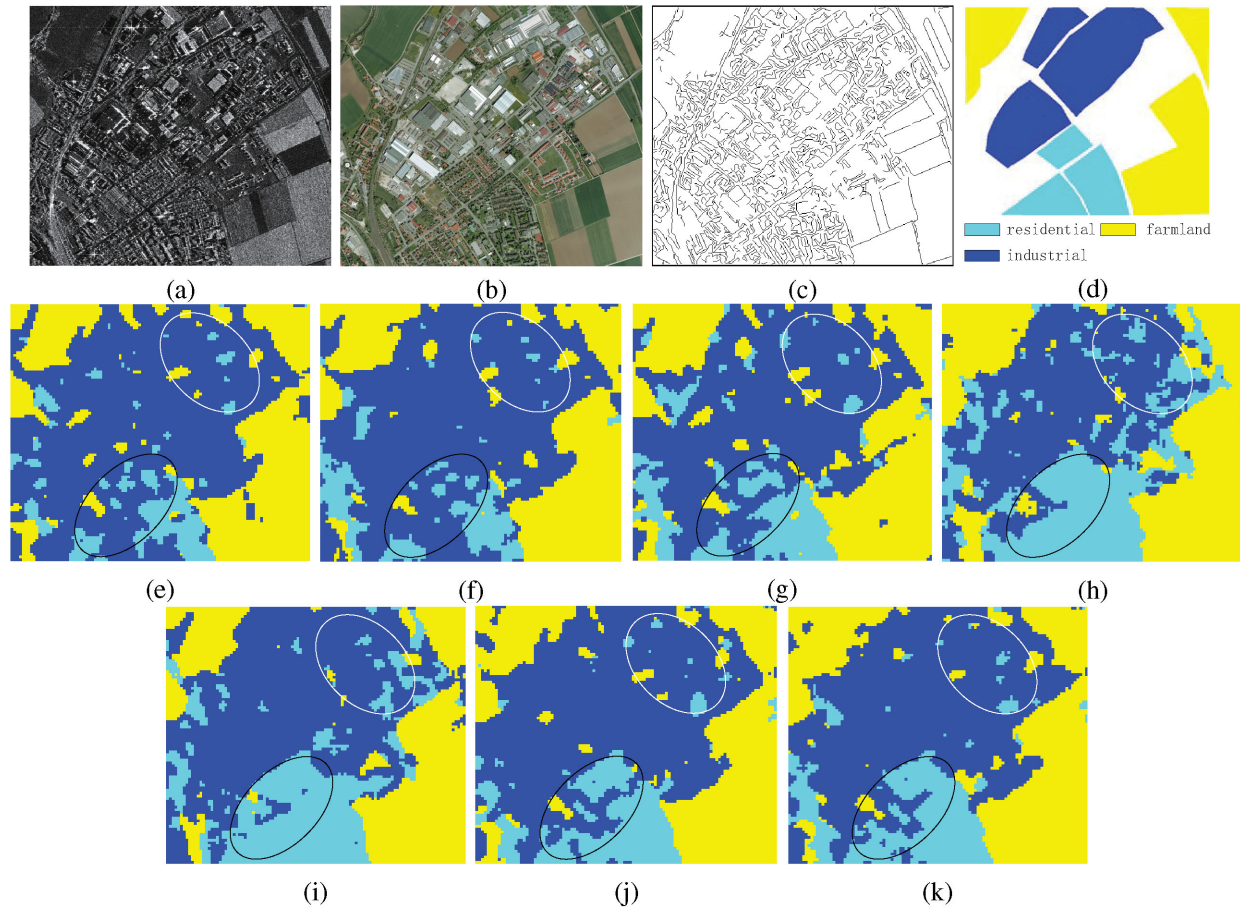 residential farmland
industrial
(a) (b) (c) (d)
(e) (f) (g) (h)
(i) (j) (k)